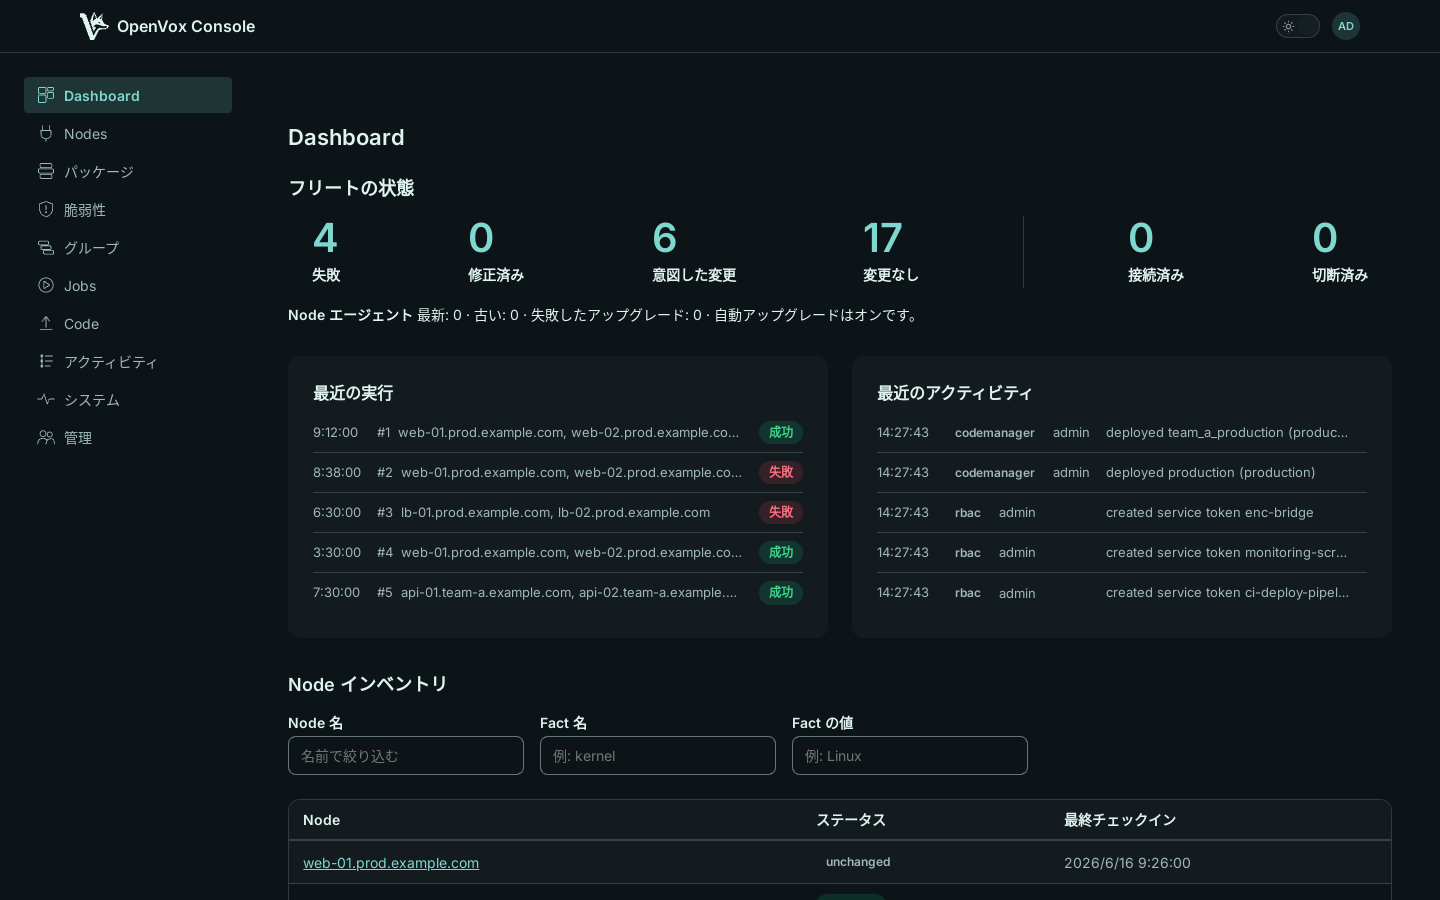 OpenVox Console
AD
Dashboard
Nodes
パッケージ
脆弱性
グループ
Jobs
Code
アクティビティ
システム
管理
Dashboard
フリートの状態
4 0 6 17 0 0
失敗 修正済み 意図した変更 変更なし 接続済み 切断済み
Node エージェント 最新: 0 · 古い: 0 · 失敗したアップグレード: 0 · 自動アップグレードはオンです。
最近の実行
9:12:00 #1 web-01.prod.example.com, web-02.prod.example.co... 成功
8:38:00 #2 web-01.prod.example.com, web-02.prod.example.co... 失敗
6:30:00 #3 lb-01.prod.example.com, lb-02.prod.example.com 失敗
3:30:00 #4 web-01.prod.example.com, web-02.prod.example.co... 成功
7:30:00 #5 api-01.team-a.example.com, api-02.team-a.example.... 成功
最近のアクティビティ
14:27:43 codemanager admin deployed team_a_production (produc...
14:27:43 codemanager admin deployed production (production)
14:27:43 rbac admin created service token enc-bridge
14:27:43 rbac admin created service token monitoring-scr...
14:27:43 rbac admin created service token ci-deploy-pipel...
Node インベントリ
Node 名 Fact 名 Fact の値
名前で絞り込む 例: kernel 例: Linux
Node ステータス 最終チェックイン
web-01.prod.example.com unchanged 2026/6/16 9:26:00